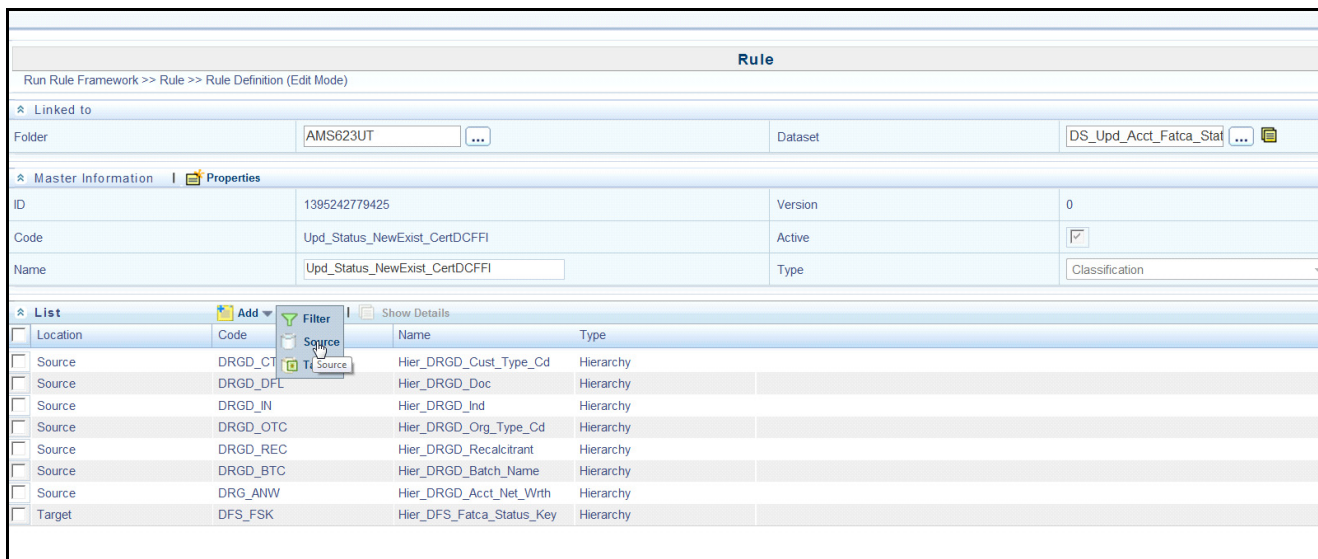 Rule
Run Rule Framework >> Rule >> Rule Definition (Edit Mode)
Linked to
Folder AMS623UT ... Dataset DS_Upd_Acct_Fatca_Stat ...
Master Information | Properties
ID 1395242779425 Version 0
Code Upd_Status_NewExist_CertDCFFI Active
Name Upd_Status_NewExist_CertDCFFI Type Classification
List Add | Show Details
Filter
Source
Source
Location Code Name Type
Source Hier_DRGD_Cust_Type_Cd Hierarchy
Source DRGD_DFL Hier_DRGD_Doc Hierarchy
Source DRGD_IN Hier_DRGD_Ind Hierarchy
Source DRGD_OTC Hier_DRGD_Org_Type_Cd Hierarchy
Source DRGD_REC Hier_DRGD_Recalcitrant Hierarchy
Source DRGD_BTC Hier_DRGD_Batch_Name Hierarchy
Source DRG_ANW Hier_DRGD_Acct_Net_Wrth Hierarchy
Target DFS_FSK Hier_DFS_Fatca_Status_Key Hierarchy